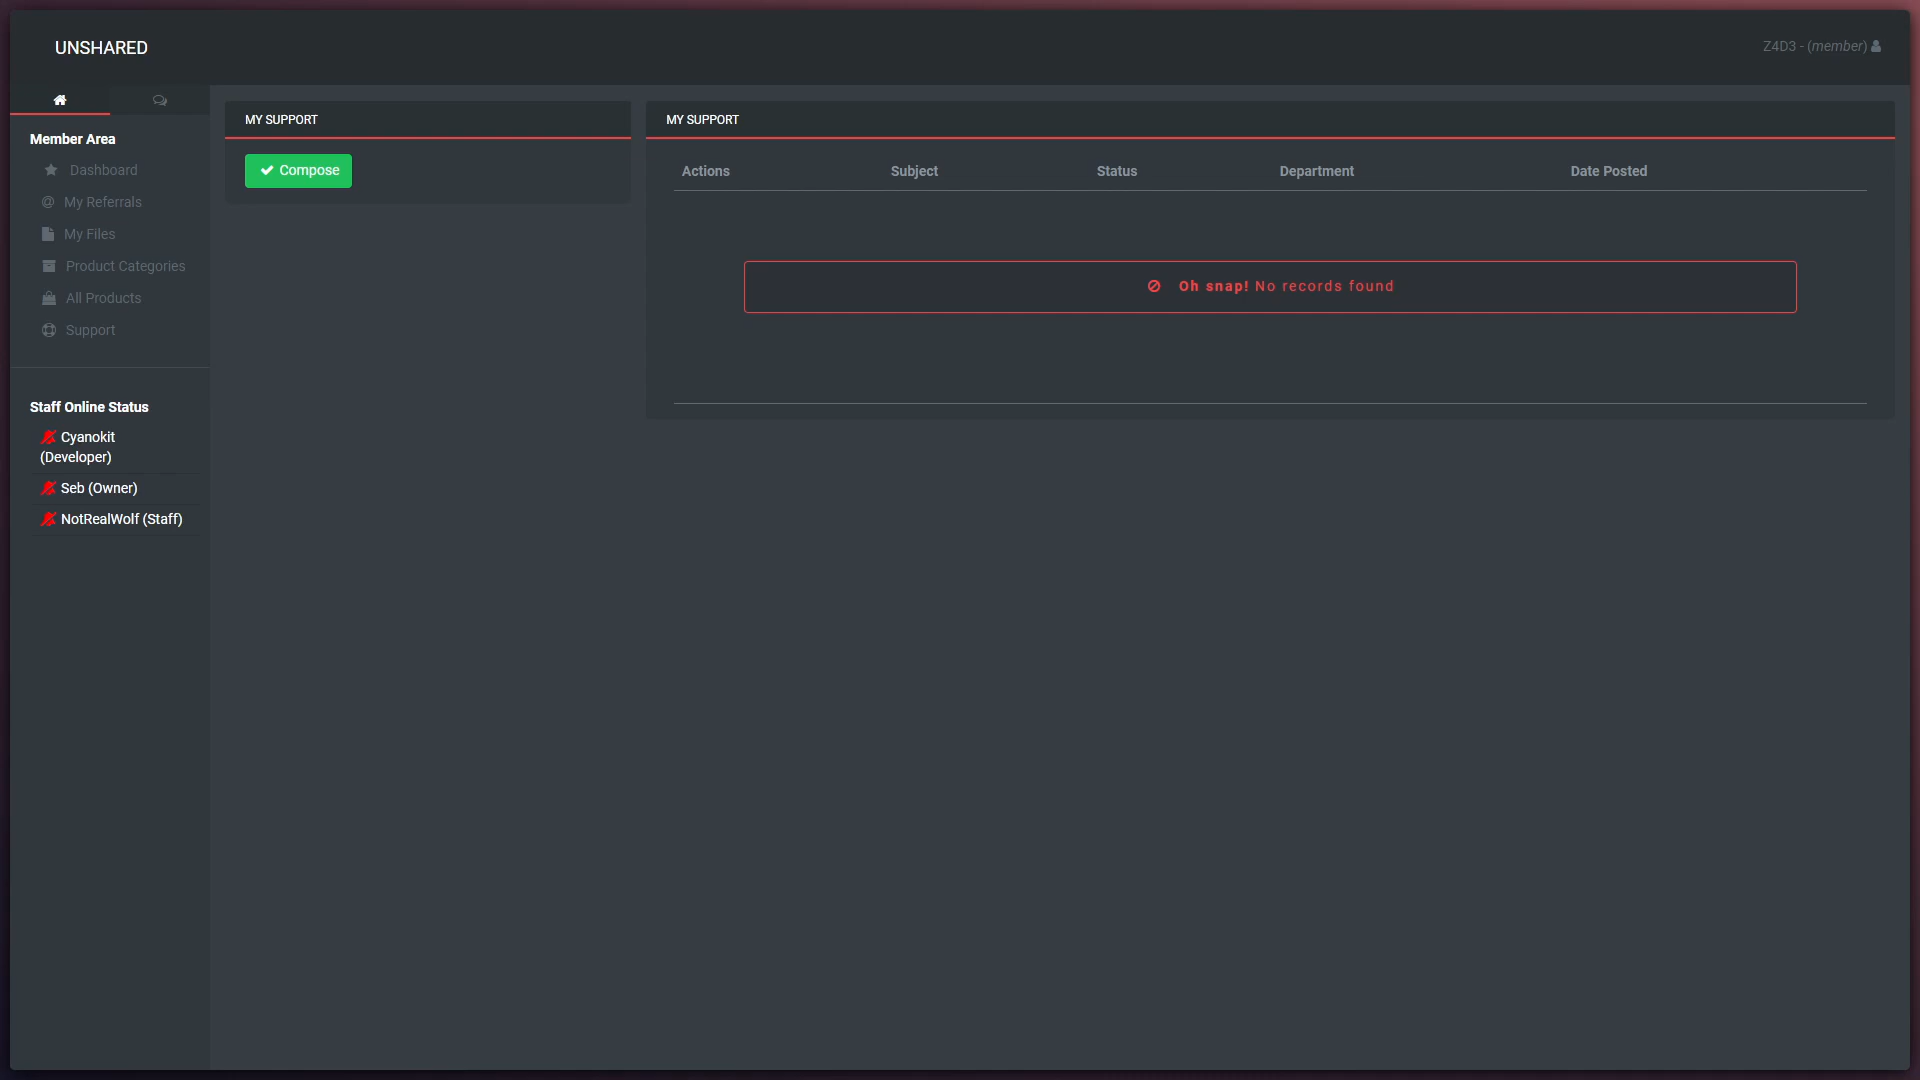 UNSHARED
Z4D3 - (member)
Member Area
Dashboard
My Referrals
My Files
Product Categories
All Products
Support
Staff Online Status
Cyanokit
(Developer)
Seb (Owner)
NotRealWolf (Staff)
MY SUPPORT
Compose
MY SUPPORT
Actions Subject Status Department Date Posted
Oh snap! No records found